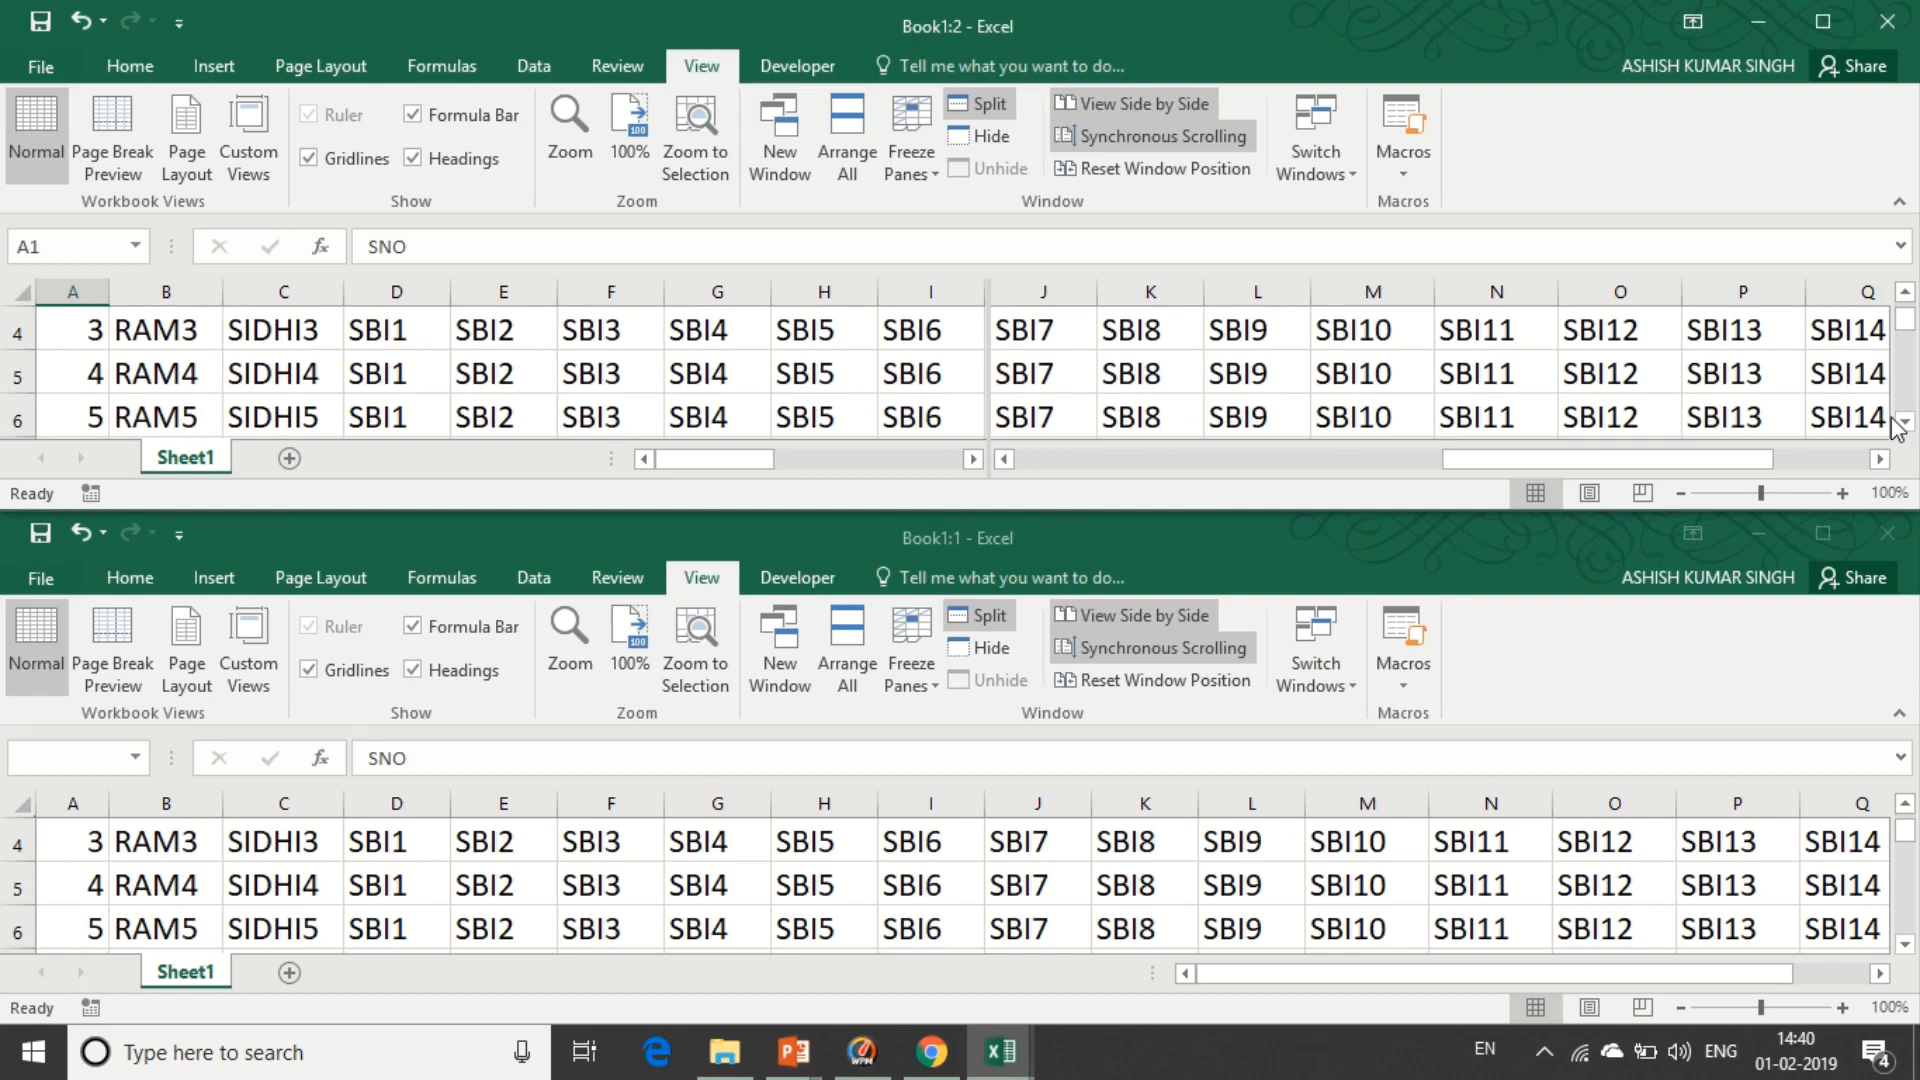 Book1:2 - Excel
File Home Insert Page Layout Formulas Data Review View Developer Tell me what you want to do... ASHISH KUMAR SINGH Share
Normal Page Break Preview Page Layout Custom Views
Workbook Views
Ruler Formula Bar
Gridlines Headings
Show
Zoom 100% Zoom to Selection
Zoom
New Window Arrange All Freeze Panes
Split View Side by Side
Hide Synchronous Scrolling
Unhide Reset Window Position
Switch Windows
Window
Macros
Macros
A1 fx SNO
A B C D E F G H I J K L M N O P Q
4 3 RAM3 SIDHI3 SBI1 SBI2 SBI3 SBI4 SBI5 SBI6 SBI7 SBI8 SBI9 SBI10 SBI11 SBI12 SBI13 SBI14
5 4 RAM4 SIDHI4 SBI1 SBI2 SBI3 SBI4 SBI5 SBI6 SBI7 SBI8 SBI9 SBI10 SBI11 SBI12 SBI13 SBI14
6 5 RAM5 SIDHI5 SBI1 SBI2 SBI3 SBI4 SBI5 SBI6 SBI7 SBI8 SBI9 SBI10 SBI11 SBI12 SBI13 SBI14
Sheet1
Ready 100%
Book1:1 - Excel
File Home Insert Page Layout Formulas Data Review View Developer Tell me what you want to do... ASHISH KUMAR SINGH Share
Normal Page Break Preview Page Layout Custom Views
Workbook Views
Ruler Formula Bar
Gridlines Headings
Show
Zoom 100% Zoom to Selection
Zoom
New Window Arrange All Freeze Panes
Split View Side by Side
Hide Synchronous Scrolling
Unhide Reset Window Position
Switch Windows
Window
Macros
Macros
fx SNO
A B C D E F G H I J K L M N O P Q
4 3 RAM3 SIDHI3 SBI1 SBI2 SBI3 SBI4 SBI5 SBI6 SBI7 SBI8 SBI9 SBI10 SBI11 SBI12 SBI13 SBI14
5 4 RAM4 SIDHI4 SBI1 SBI2 SBI3 SBI4 SBI5 SBI6 SBI7 SBI8 SBI9 SBI10 SBI11 SBI12 SBI13 SBI14
6 5 RAM5 SIDHI5 SBI1 SBI2 SBI3 SBI4 SBI5 SBI6 SBI7 SBI8 SBI9 SBI10 SBI11 SBI12 SBI13 SBI14
Sheet1
Ready 100%
Type here to search EN ENG 14:40
01-02-2019 4